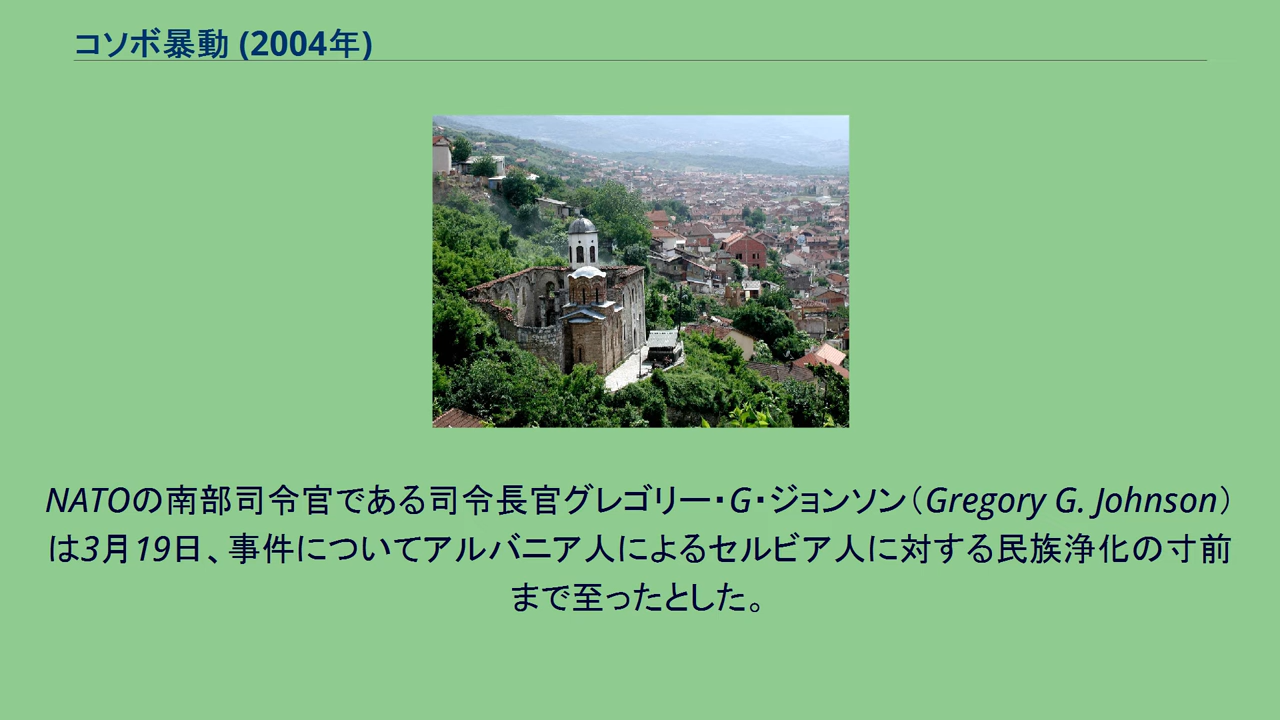 コソボ暴動 (2004年)
NATOの南部司令官である司令長官グレゴリー・G・ジョンソン（Gregory G. Johnson）
は3月19日、事件についてアルバニア人によるセルビア人に対する民族浄化の寸前
まで至ったとした。